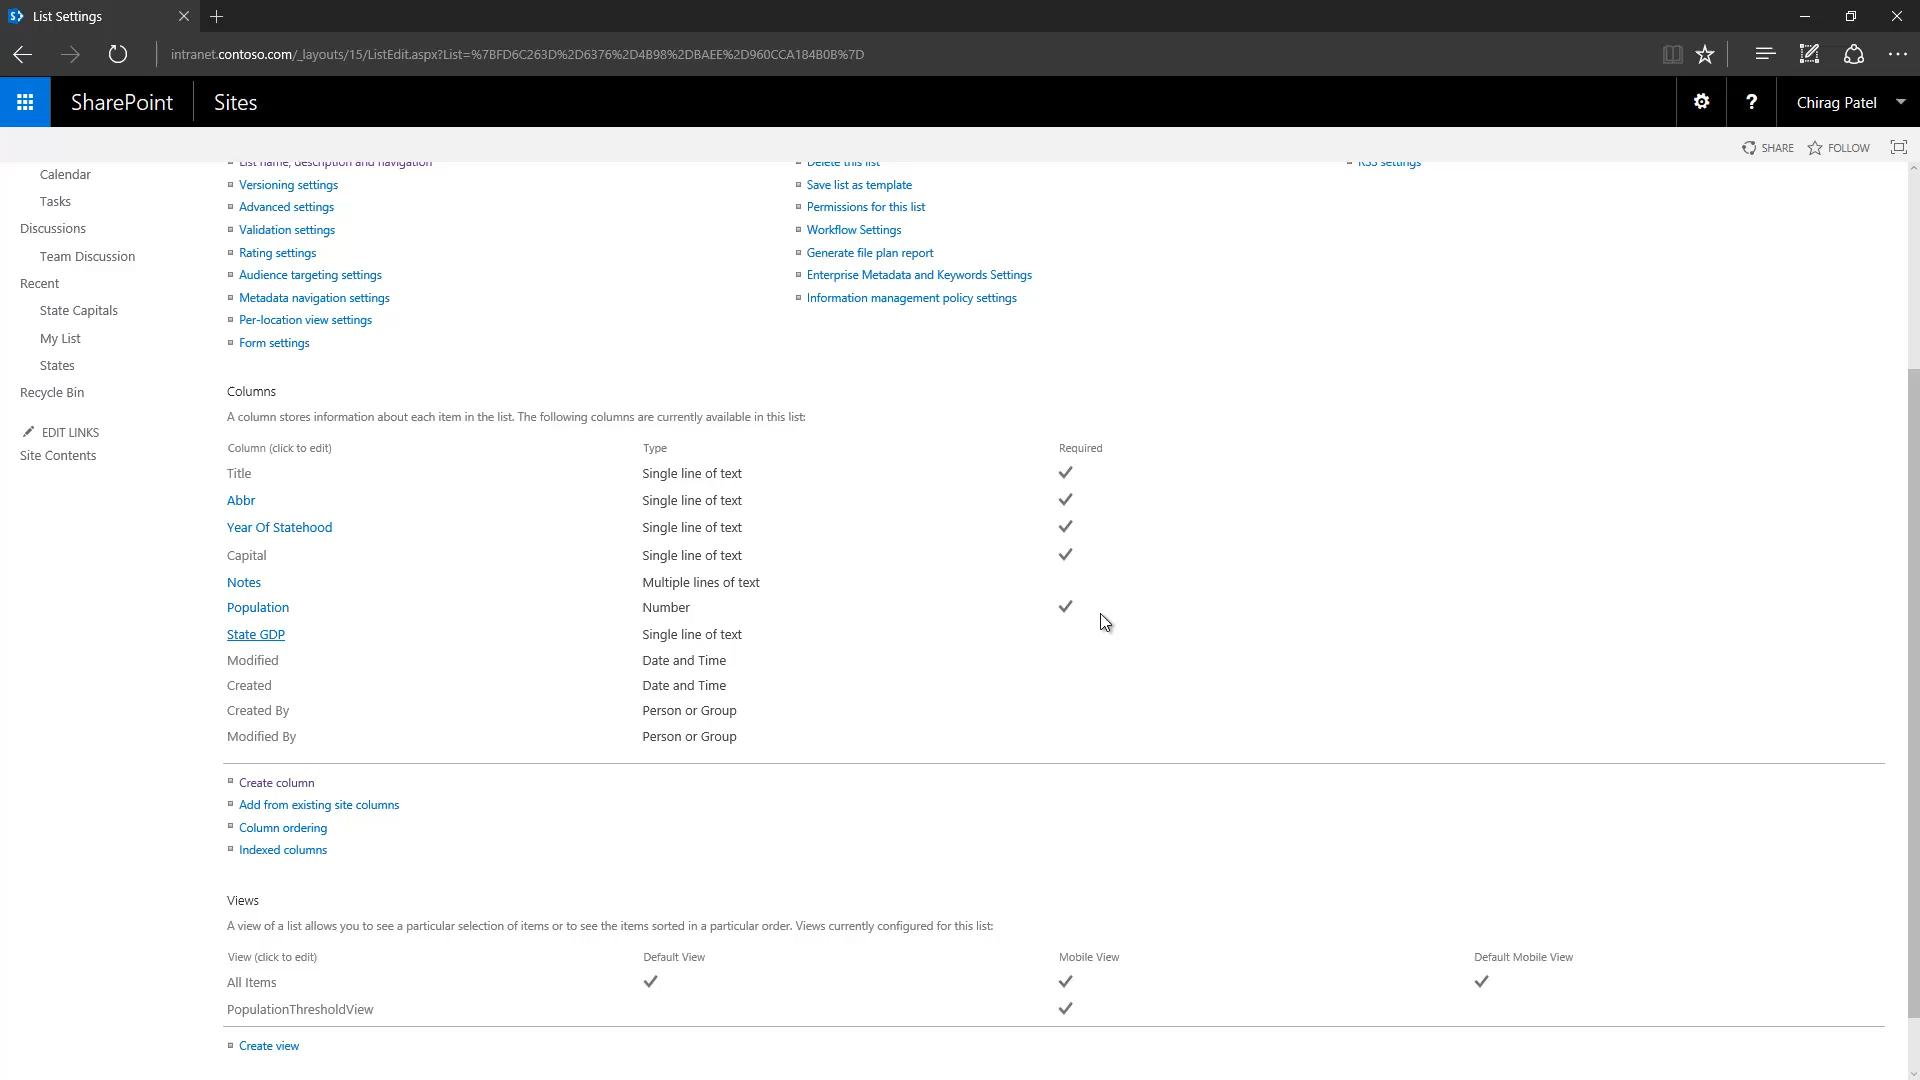 List Settings
intranet.contoso.com/_layouts/15/ListEdit.aspx?List=%7BFD6C263D%2D6376%2D4B98%2DBAEE%2D960CCA184B0B%7D
SharePoint Sites ? Chirag Patel
SHARE FOLLOW
List name, description and navigation Delete this list RSS settings
Calendar
Versioning settings Save list as template
Tasks
Advanced settings Permissions for this list
Discussions
Validation settings Workflow Settings
Team Discussion
Rating settings Generate file plan report
Audience targeting settings Enterprise Metadata and Keywords Settings
Recent
Metadata navigation settings Information management policy settings
State Capitals
Per-location view settings
My List
Form settings
States
Recycle Bin
EDIT LINKS
Site Contents
Columns
A column stores information about each item in the list. The following columns are currently available in this list:
Column (click to edit) Type Required
Title Single line of text
Abbr Single line of text
Year Of Statehood Single line of text
Capital Single line of text
Notes Multiple lines of text
Population Number
State GDP Single line of text
Modified Date and Time
Created Date and Time
Created By Person or Group
Modified By Person or Group
Create column
Add from existing site columns
Column ordering
Indexed columns
Views
A view of a list allows you to see a particular selection of items or to see the items sorted in a particular order. Views currently configured for this list:
View (click to edit) Default View Mobile View Default Mobile View
All Items
PopulationThresholdView
Create view